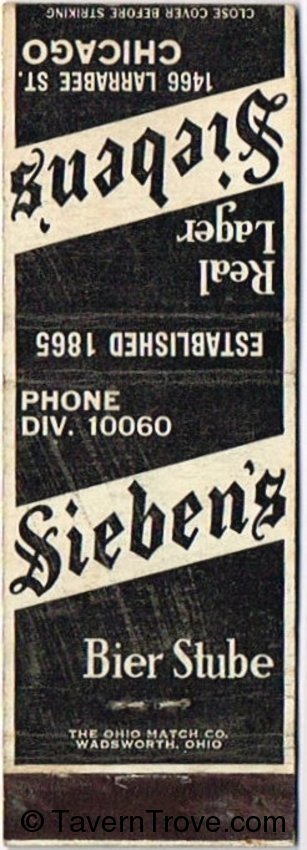 CLOSE COVER BEFORE STRIKING
CHICAGO
1466 LARRABEE ST.
Sieben's
Real
Lager
ESTABLISHED 1865
PHONE
DIV. 10060
Sieben's
Bier Stube
THE OHIO MATCH CO.
WADSWORTH, OHIO
© TavernTrove.com